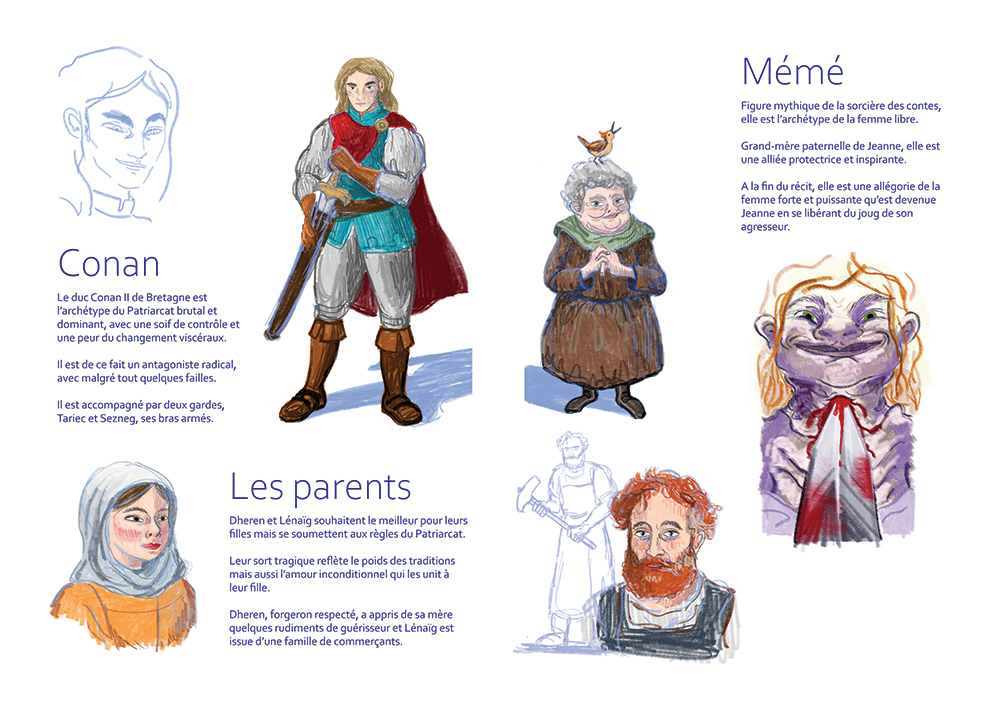 Conan
Le duc Conan II de Bretagne est
l'archétype du Patriarcat brutal et
dominant, avec une soif de contrôle et
une peur du changement viscéraux.
Il est de ce fait un antagoniste radical,
avec malgré tout quelques failles.
Il est accompagné par deux gardes,
Tariec et Sezneg, ses bras armés.
Les parents
Dheren et Lénaïg souhaitent le meilleur pour leurs
filles mais se soumettent aux règles du Patriarcat.
Leur sort tragique reflète le poids des traditions
mais aussi l'amour inconditionnel qui les unit à
leur fille.
Dheren, forgeron respecté, a appris de sa mère
quelques rudiments de guérisseur et Lénaïg est
issue d'une famille de commerçants.
Mémé
Figure mythique de la sorcière des contes,
elle est l'archétype de la femme libre.
Grand-mère paternelle de Jeanne, elle est
une alliée protectrice et inspirante.
A la fin du récit, elle est une allégorie de la
femme forte et puissante qu'est devenue
Jeanne en se libérant du joug de son
agresseur.